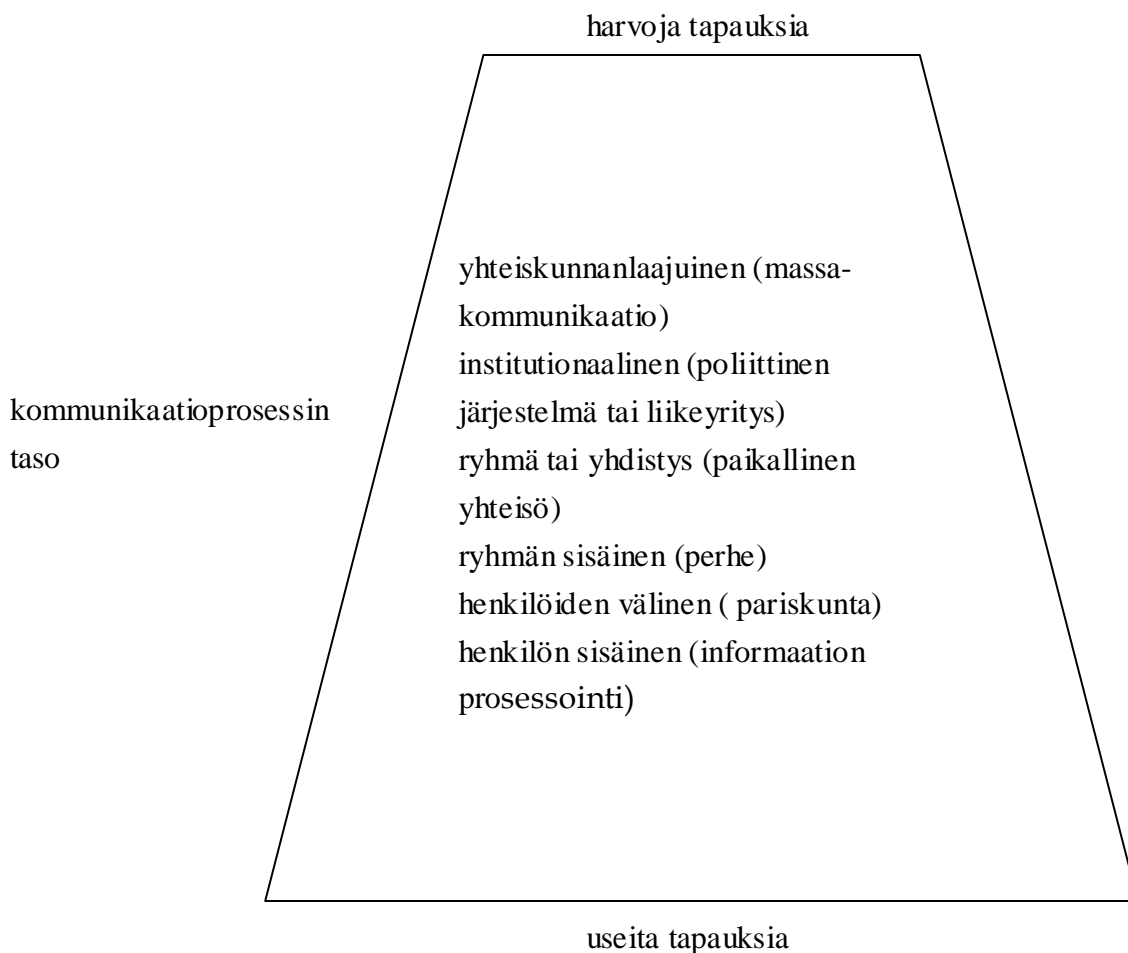 harvoja tapauksia
yhteiskunnanlaajuinen (massa-
kommunikaatio)
institutionaalinen (poliittinen
järjestelmä tai liikeyritys)
ryhmä tai yhdistys (paikallinen
yhteisö)
ryhmän sisäinen (perhe)
henkilöiden välinen ( pariskunta)
henkilön sisäinen (informaation
prosessointi)
kommunikaatioprosessin
taso
useita tapauksia